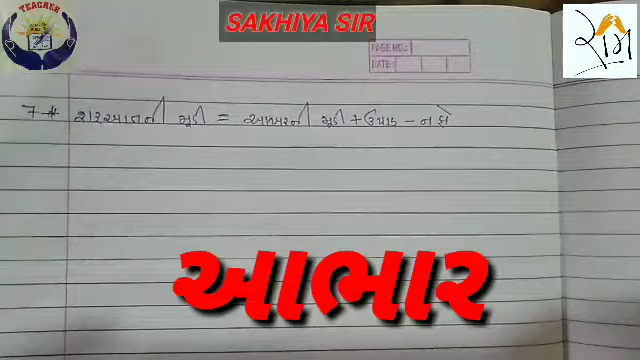 TEACHER
SAKHIYA SIR
રામ
PAGE NO.:
DATE:
7 * શરૂઆતની મૂડી = આખરની મૂડી + ઉપાડ - નફો
આભાર